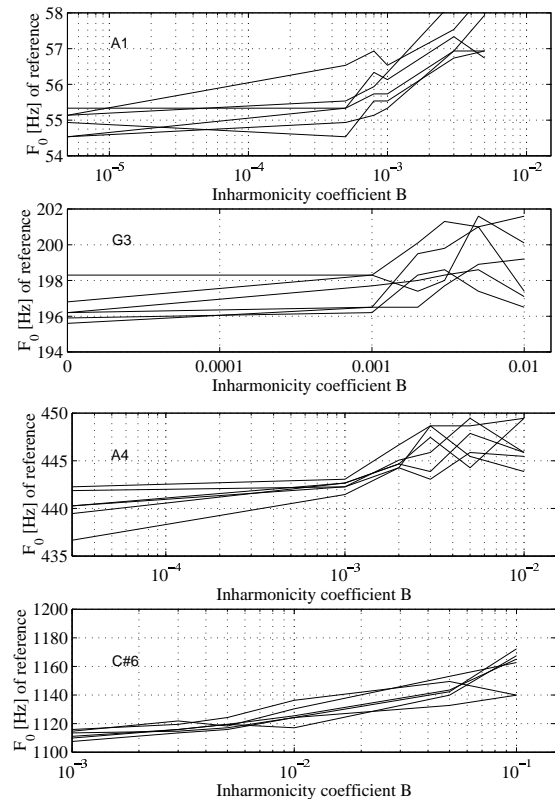 58
57
56
55
54
F0 [Hz] of reference
A1
10−5
10−4
10−3
10−2
Inharmonicity coefficient B
202
200
198
196
194
F0 [Hz] of reference
G3
0
0.0001
0.001
0.01
Inharmonicity coefficient B
450
445
440
435
F0 [Hz] of reference
A4
10−4
10−3
10−2
Inharmonicity coefficient B
1200
1180
1160
1140
1120
1100
F0 [Hz] of reference
C#6
10−3
10−2
10−1
Inharmonicity coefficient B